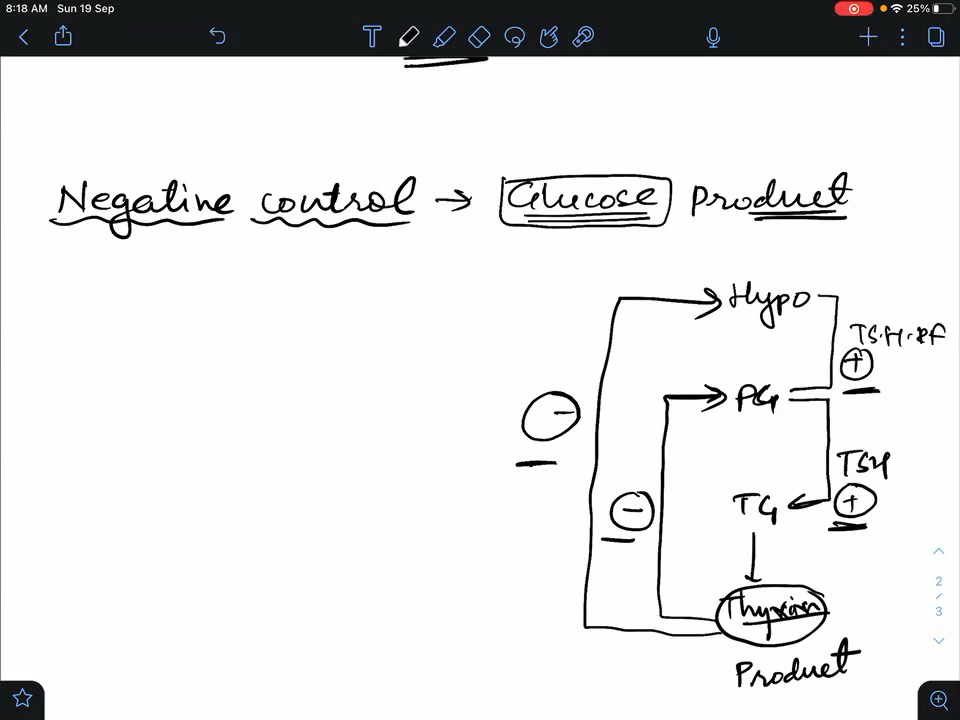 8:18 AM Sun 19 Sep 25%
T
Negative control → Glucose Product
Hypo
TS.H.RF
+
PG
−
TSH
TG +
−
Thyroxin
Product
2
/
3